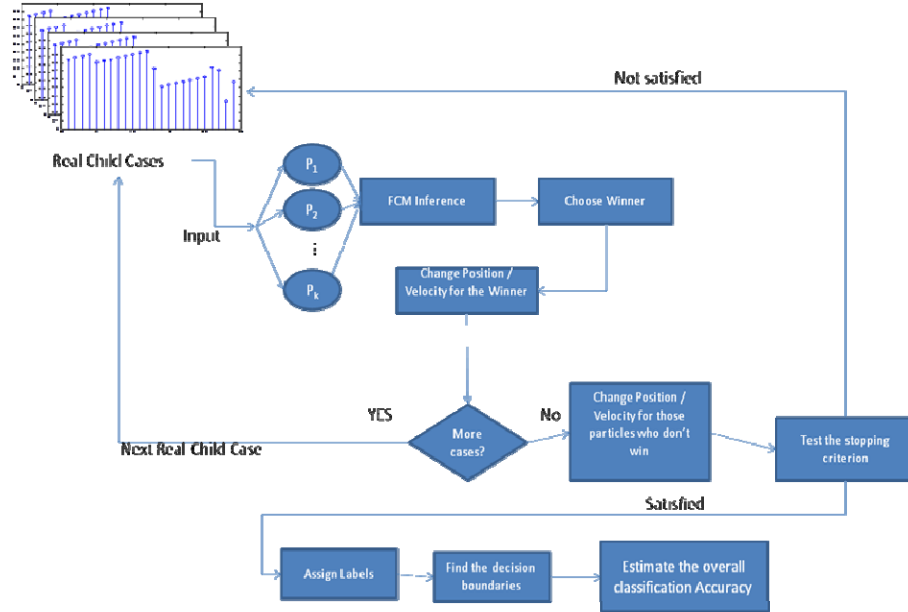 Not satisfied
Real Child Cases
P1
P2
⋮
Pk
Input
FCM Inference
Choose Winner
Change Position /
Velocity for the Winner
YES
No
More
cases?
Next Real Child Case
Change Position /
Velocity for those
particles who don't
win
Test the stopping
criterion
Satisfied
Assign Labels
Find the decision
boundaries
Estimate the overall
classification Accuracy